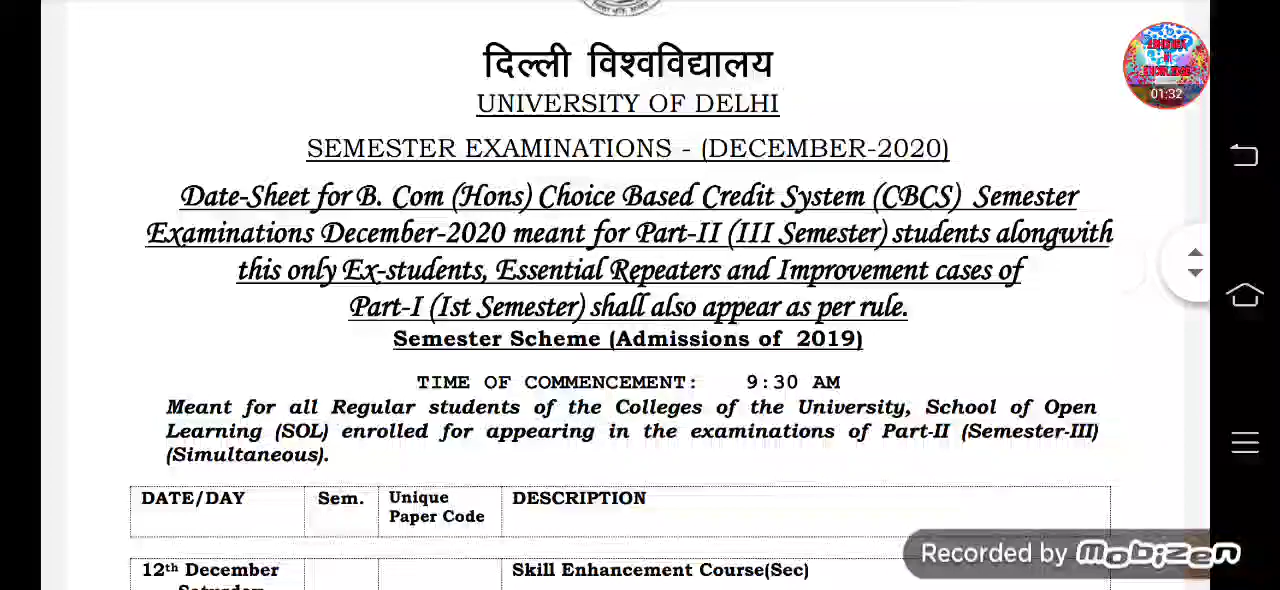 दिल्ली विश्वविद्यालय
UNIVERSITY OF DELHI
SEMESTER EXAMINATIONS - (DECEMBER-2020)
Date-Sheet for B. Com (Hons) Choice Based Credit System (CBCS) Semester
Examinations December-2020 meant for Part-II (III Semester) students alongwith
this only Ex-students, Essential Repeaters and Improvement cases of
Part-I (Ist Semester) shall also appear as per rule.
Semester Scheme (Admissions of 2019)
TIME OF COMMENCEMENT: 9:30 AM
Meant for all Regular students of the Colleges of the University, School of Open
Learning (SOL) enrolled for appearing in the examinations of Part-II (Semester-III)
(Simultaneous).
DATE/DAY Sem. Unique DESCRIPTION
Paper Code
12th December Skill Enhancement Course(Sec)
Saturday
01:32
Recorded by Mobizen